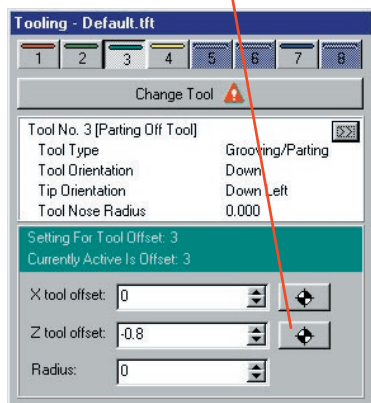 Tooling - Default.tft
1 2 3 4 5 6 7 8
Change Tool
Tool No. 3 [Parting Off Tool]
Tool Type Grooving/Parting
Tool Orientation Down
Tip Orientation Down Left
Tool Nose Radius 0.000
Setting For Tool Offset: 3
Currently Active Is Offset: 3
X tool offset: 0
Z tool offset: -0.8
Radius: 0